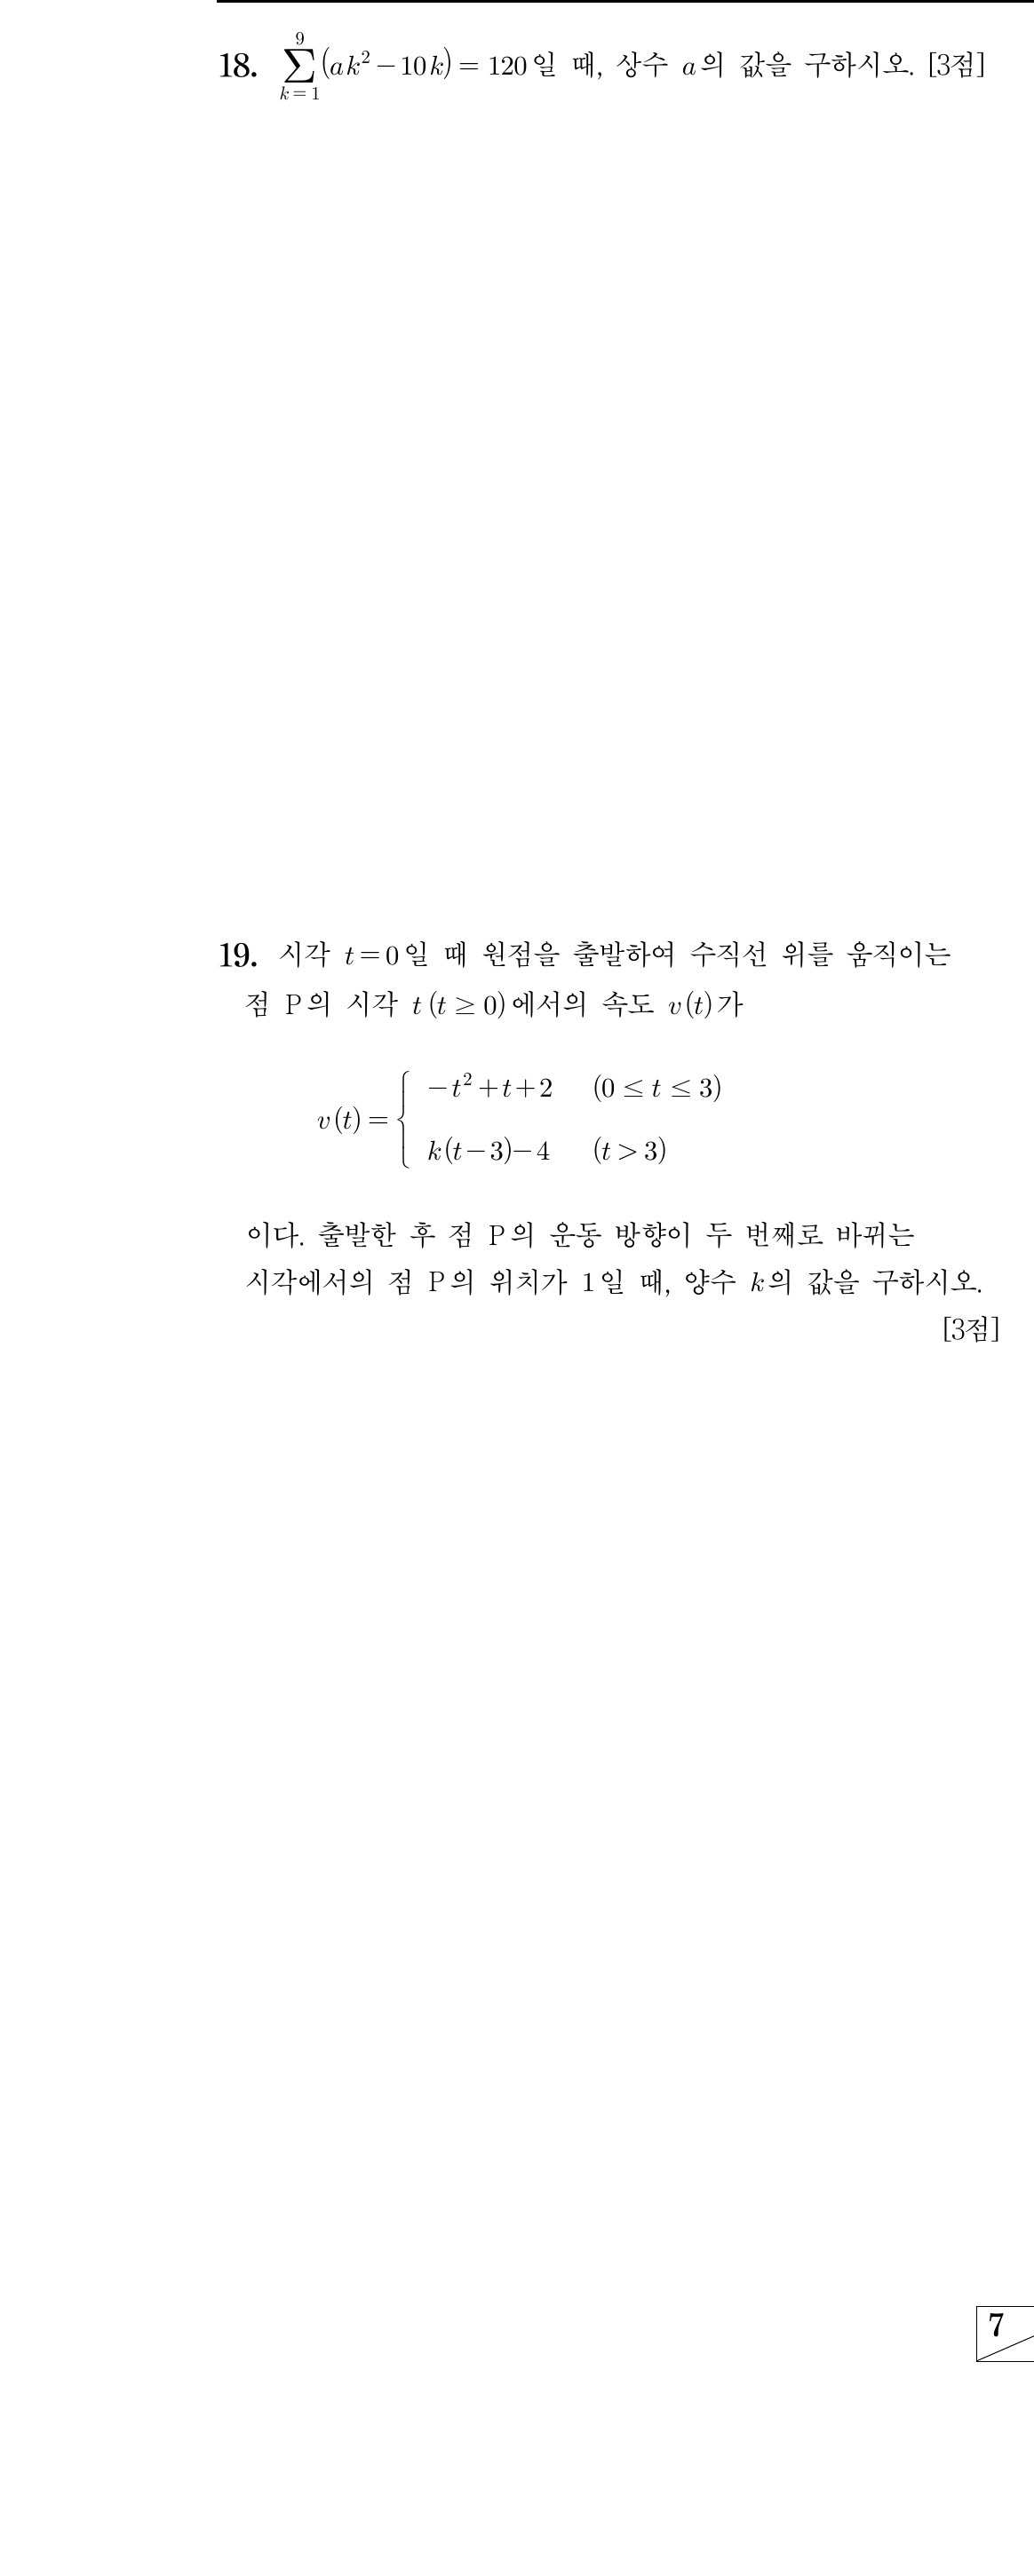 18. $\sum_{k=1}^{9}(ak^2-10k)=120$일 때, 상수 $a$의 값을 구하시오. [3점]
19. 시각 $t=0$일 때 원점을 출발하여 수직선 위를 움직이는
점 P의 시각 $t\,(t\geq 0)$에서의 속도 $v(t)$가
$v(t)=\begin{cases} -t^2+t+2 & (0\leq t\leq 3) \\ k(t-3)-4 & (t>3) \end{cases}$
이다. 출발한 후 점 P의 운동 방향이 두 번째로 바뀌는
시각에서의 점 P의 위치가 1일 때, 양수 $k$의 값을 구하시오.
[3점]
7